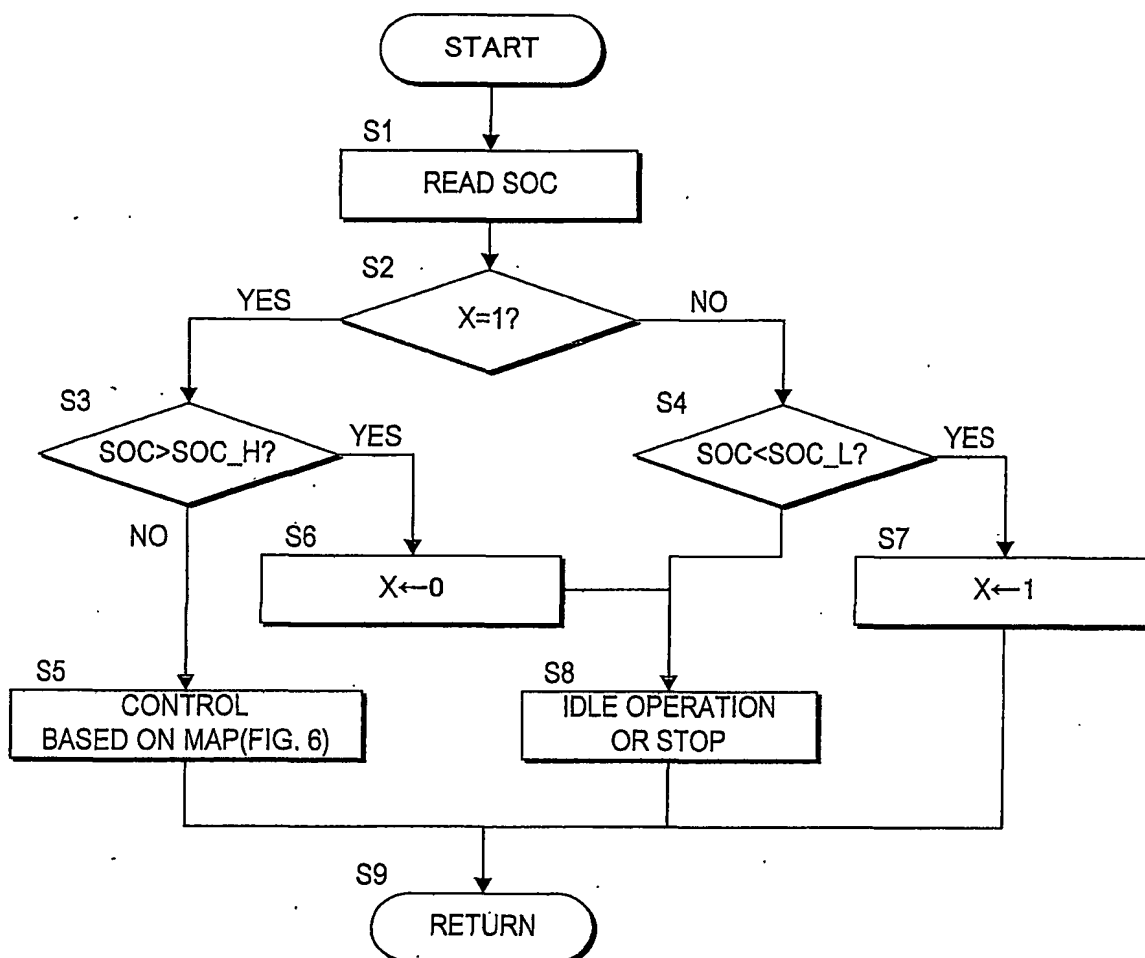 START
S1
READ SOC
S2
YES
X=1?
NO
S3
SOC>SOC_H?
YES
S4
SOC<SOC_L?
YES
NO
S6
X←0
S7
X←1
S5
CONTROL
BASED ON MAP(FIG. 6)
S8
IDLE OPERATION
OR STOP
S9
RETURN